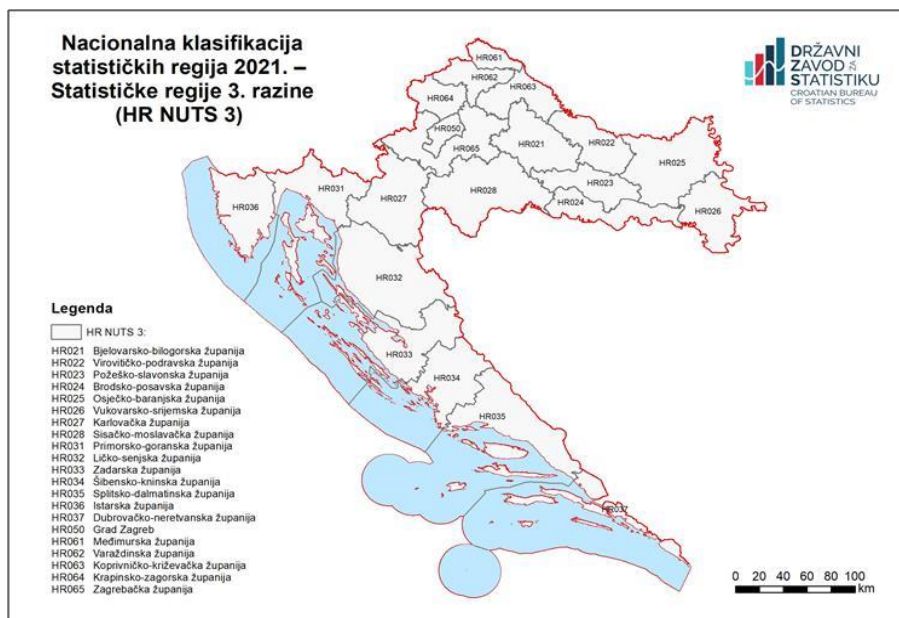 Nacionalna klasifikacija
statističkih regija 2021. –
Statističke regije 3. razine
(HR NUTS 3)
DRŽAVNI
ZAVOD ZA
STATISTIKU
CROATIAN BUREAU
OF STATISTICS
HR061
HR062
HR063
HR064
HR050
HR065
HR021
HR022
HR025
HR031
HR036
HR027
HR028
HR023
HR024
HR026
HR032
HR033
HR034
HR035
HR037
Legenda
HR NUTS 3:
HR021 Bjelovarsko-bilogorska županija
HR022 Virovitičko-podravska županija
HR023 Požeško-slavonska županija
HR024 Brodsko-posavska županija
HR025 Osječko-baranjska županija
HR026 Vukovarsko-srijemska županija
HR027 Karlovačka županija
HR028 Sisačko-moslavačka županija
HR031 Primorsko-goranska županija
HR032 Ličko-senjska županija
HR033 Zadarska županija
HR034 Šibensko-kninska županija
HR035 Splitsko-dalmatinska županija
HR036 Istarska županija
HR037 Dubrovačko-neretvanska županija
HR050 Grad Zagreb
HR061 Međimurska županija
HR062 Varaždinska županija
HR063 Koprivničko-križevačka županija
HR064 Krapinsko-zagorska županija
HR065 Zagrebačka županija
0 20 40 60 80 100
km